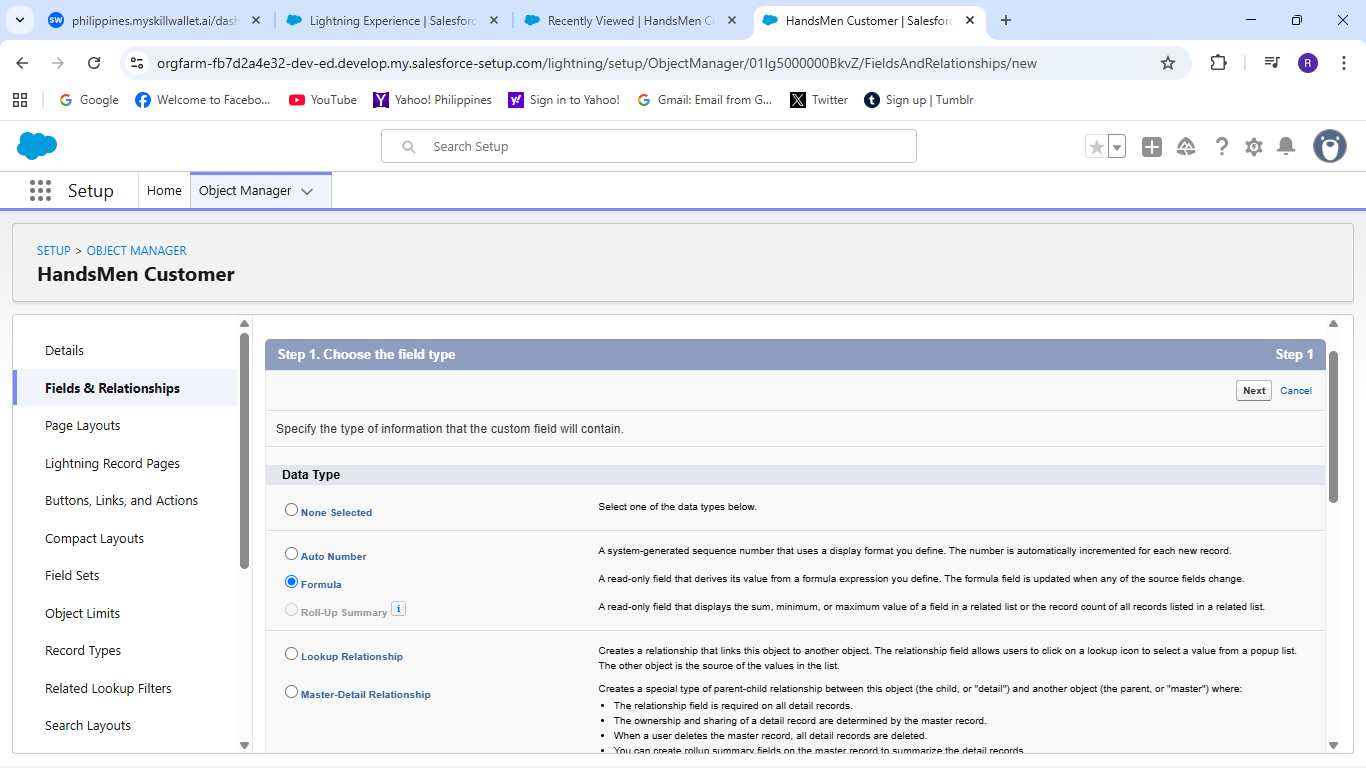 philippines.myskillwallet.ai/dash
Lightning Experience | Salesforc
Recently Viewed | HandsMen C
HandsMen Customer | Salesforc
orgfarm-fb7d2a4e32-dev-ed.develop.my.salesforce-setup.com/lightning/setup/ObjectManager/01Ig5000000BkvZ/FieldsAndRelationships/new
R
Google
Welcome to Facebo...
YouTube
Yahoo! Philippines
Sign in to Yahoo!
Gmail: Email from G...
Twitter
Sign up | Tumblr
Search Setup
Setup
Home
Object Manager
SETUP > OBJECT MANAGER
HandsMen Customer
Details
Fields & Relationships
Page Layouts
Lightning Record Pages
Buttons, Links, and Actions
Compact Layouts
Field Sets
Object Limits
Record Types
Related Lookup Filters
Search Layouts
Step 1. Choose the field type
Step 1
Next
Cancel
Specify the type of information that the custom field will contain.
Data Type
None Selected
Select one of the data types below.
Auto Number
A system-generated sequence number that uses a display format you define. The number is automatically incremented for each new record.
Formula
A read-only field that derives its value from a formula expression you define. The formula field is updated when any of the source fields change.
Roll-Up Summary i
A read-only field that displays the sum, minimum, or maximum value of a field in a related list or the record count of all records listed in a related list.
Lookup Relationship
Creates a relationship that links this object to another object. The relationship field allows users to click on a lookup icon to select a value from a popup list.
The other object is the source of the values in the list.
Master-Detail Relationship
Creates a special type of parent-child relationship between this object (the child, or "detail") and another object (the parent, or "master") where:
• The relationship field is required on all detail records.
• The ownership and sharing of a detail record are determined by the master record.
• When a user deletes the master record, all detail records are deleted.
• You can create rollup summary fields on the master record to summarize the detail records.